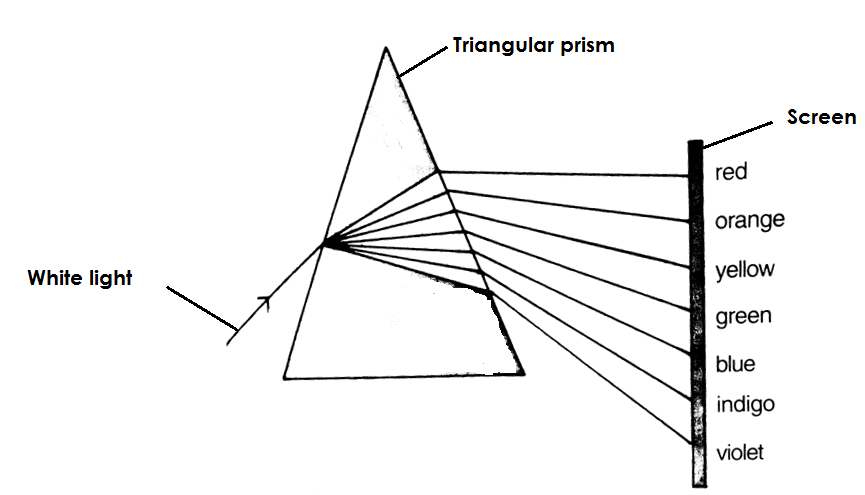 Triangular prism
Screen
red
orange
yellow
White light
green
blue
indigo
violet